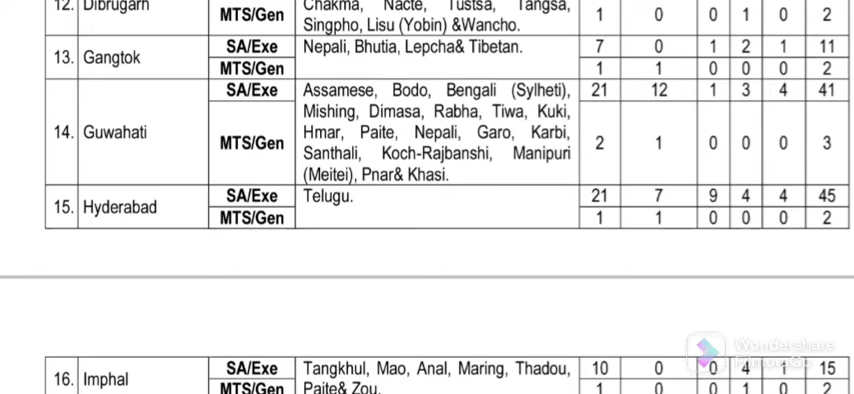 12. Dibrugarh Chakma, Nacte, Tustsa, Tangsa,
MTS/Gen Singpho, Lisu (Yobin) &Wancho. 1 0 0 1 0 2
13. Gangtok SA/Exe Nepali, Bhutia, Lepcha& Tibetan. 7 0 1 2 1 11
MTS/Gen 1 1 0 0 0 2
14. Guwahati SA/Exe Assamese, Bodo, Bengali (Sylheti), 21 12 1 3 4 41
Mishing, Dimasa, Rabha, Tiwa, Kuki,
MTS/Gen Hmar, Paite, Nepali, Garo, Karbi, 2 1 0 0 0 3
Santhali, Koch-Rajbanshi, Manipuri
(Meitei), Pnar& Khasi.
15. Hyderabad SA/Exe Telugu. 21 7 9 4 4 45
MTS/Gen 1 1 0 0 0 2
Wondershare
FilmoraGo
16. Imphal SA/Exe Tangkhul, Mao, Anal, Maring, Thadou, 10 0 0 4 1 15
MTS/Gen Paite& Zou. 1 0 0 1 0 2